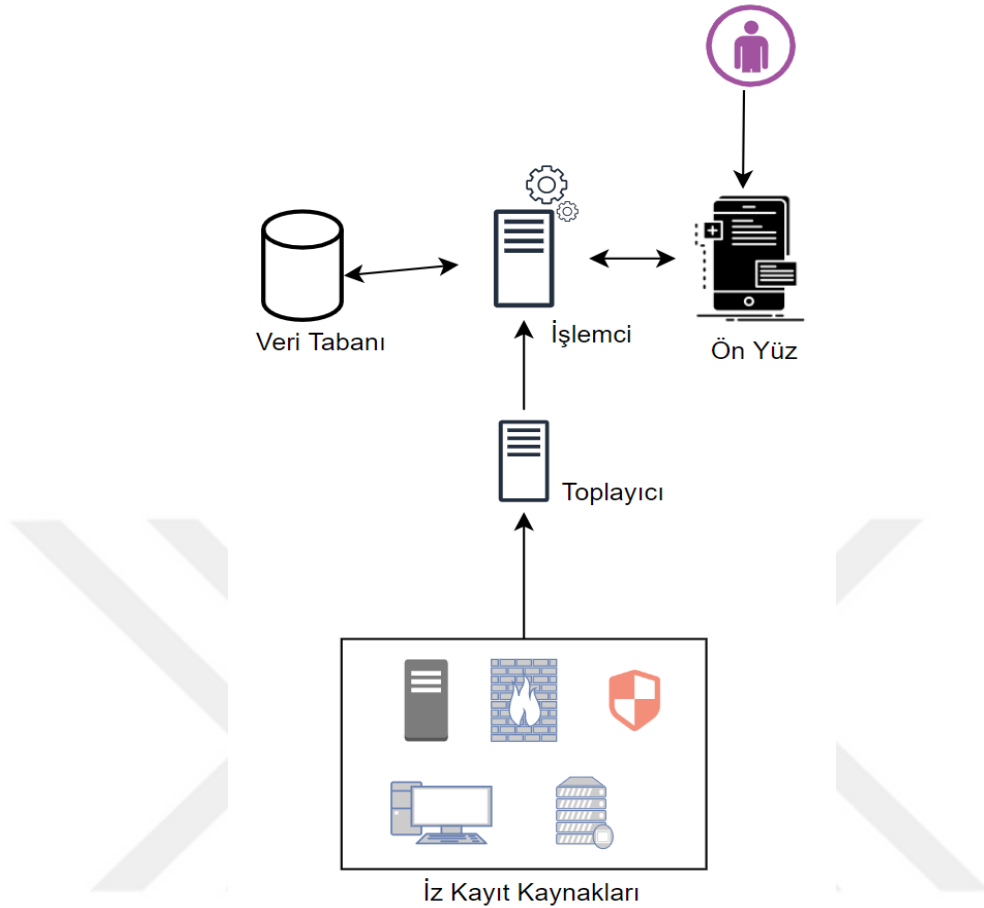 Veri Tabanı
İşlemci
Ön Yüz
Toplayıcı
İz Kayıt Kaynakları